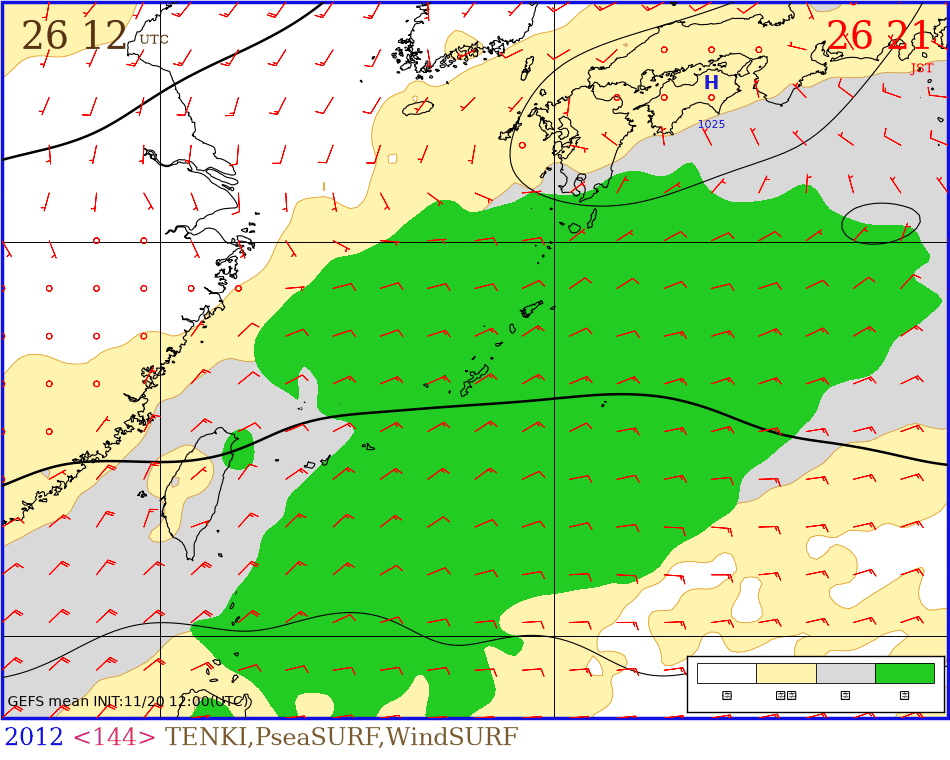 26 12 UTC
26 21 JST
H
1025
GEFS mean INIT:11/20 12:00(UTC)
2012 <144> TENKI,PseaSURF,WindSURF